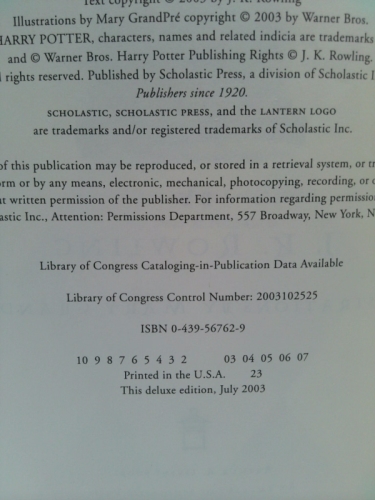 Text copyright © 2003 by J. K. Rowling
Illustrations by Mary GrandPré copyright © 2003 by Warner Bros.
HARRY POTTER, characters, names and related indicia are trademarks
and © Warner Bros. Harry Potter Publishing Rights © J. K. Rowling.
rights reserved. Published by Scholastic Press, a division of Scholastic
Publishers since 1920.
SCHOLASTIC, SCHOLASTIC PRESS, and the LANTERN LOGO
are trademarks and/or registered trademarks of Scholastic Inc.
of this publication may be reproduced, or stored in a retrieval system, or
orm or by any means, electronic, mechanical, photocopying, recording, or
written permission of the publisher. For information regarding
astic Inc., Attention: Permissions Department, 557 Broadway, New York,
Library of Congress Cataloging-in-Publication Data Available
Library of Congress Control Number: 2003102525
ISBN 0-439-56762-9
10 9 8 7 6 5 4 3 2 03 04 05 06 07
Printed in the U.S.A. 23
This deluxe edition, July 2003